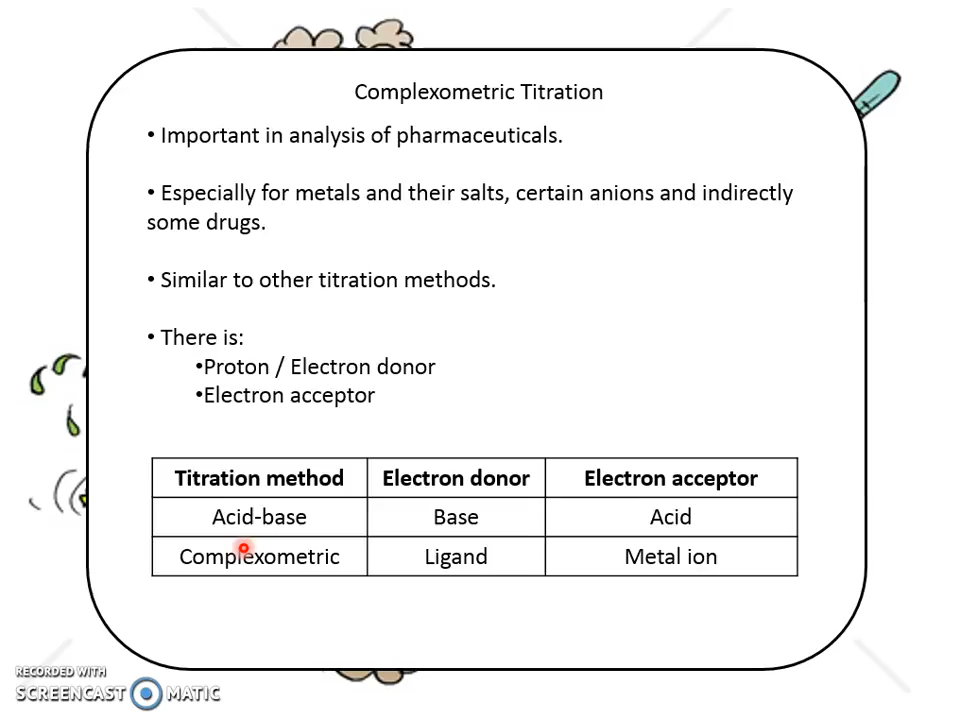 Complexometric Titration
• Important in analysis of pharmaceuticals.
• Especially for metals and their salts, certain anions and indirectly
some drugs.
• Similar to other titration methods.
• There is:
•Proton / Electron donor
•Electron acceptor
Titration method Electron donor Electron acceptor
Acid-base Base Acid
Complexometric Ligand Metal ion
RECORDED WITH
SCREENCAST MATIC